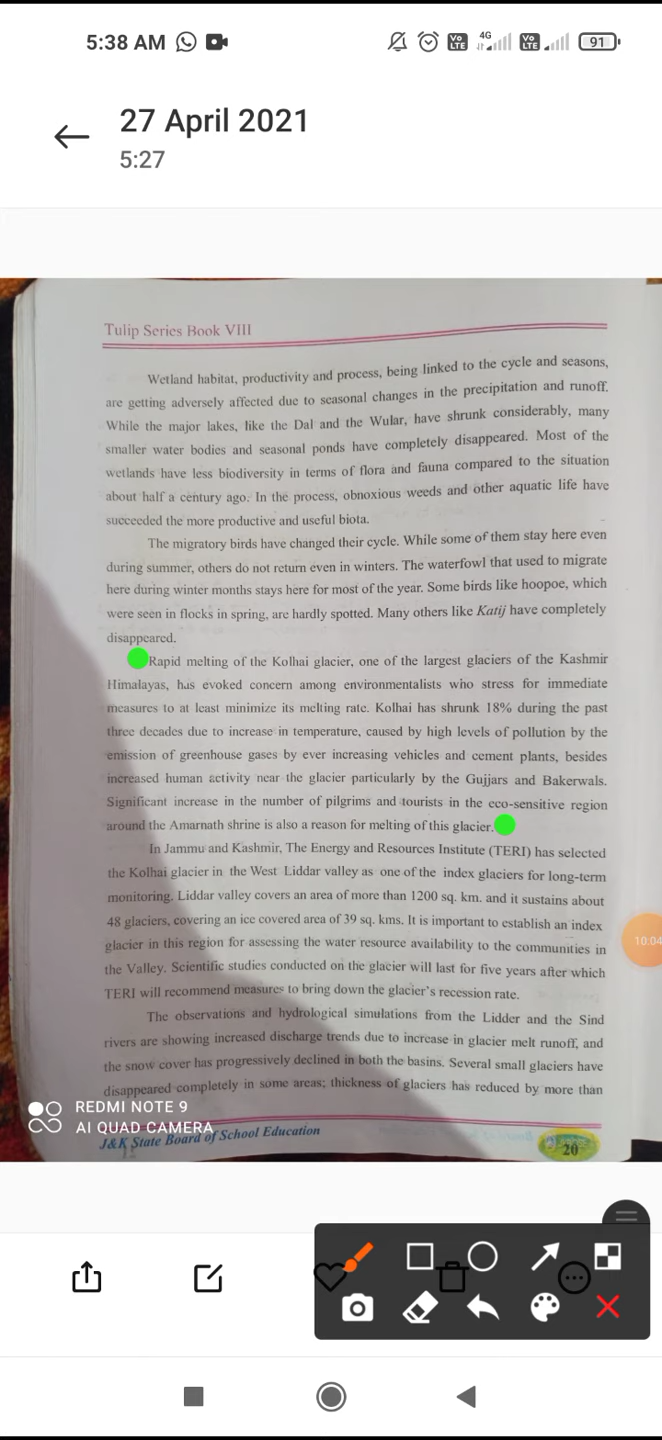 5:38 AM
4G
Vo LTE
Vo LTE
91
27 April 2021
5:27
Tulip Series Book VIII
Wetland habitat, productivity and process, being linked to the cycle and seasons,
are getting adversely affected due to seasonal changes in the precipitation and runoff.
While the major lakes, like the Dal and the Wular, have shrunk considerably, many
smaller water bodies and seasonal ponds have completely disappeared. Most of the
wetlands have less biodiversity in terms of flora and fauna compared to the situation
about half a century ago. In the process, obnoxious weeds and other aquatic life have
succeeded the more productive and useful biota.
The migratory birds have changed their cycle. While some of them stay here even
during summer, others do not return even in winters. The waterfowl that used to migrate
here during winter months stays here for most of the year. Some birds like hoopoe, which
were seen in flocks in spring, are hardly spotted. Many others like Katij have completely
disappeared.
Rapid melting of the Kolhai glacier, one of the largest glaciers of the Kashmir
Himalayas, has evoked concern among environmentalists who stress for immediate
measures to at least minimize its melting rate. Kolhai has shrunk 18% during the past
three decades due to increase in temperature, caused by high levels of pollution by the
emission of greenhouse gases by ever increasing vehicles and cement plants, besides
increased human activity near the glacier particularly by the Gujjars and Bakerwals.
Significant increase in the number of pilgrims and tourists in the eco-sensitive region
around the Amarnath shrine is also a reason for melting of this glacier.
In Jammu and Kashmir, The Energy and Resources Institute (TERI) has selected
the Kolhai glacier in the West Liddar valley as one of the index glaciers for long-term
monitoring. Liddar valley covers an area of more than 1200 sq. km. and it sustains about
48 glaciers, covering an ice covered area of 39 sq. kms. It is important to establish an index
glacier in this region for assessing the water resource availability to the communities in
the Valley. Scientific studies conducted on the glacier will last for five years after which
TERI will recommend measures to bring down the glacier's recession rate.
The observations and hydrological simulations from the Lidder and the Sind
rivers are showing increased discharge trends due to increase in glacier melt runoff, and
the snow cover has progressively declined in both the basins. Several small glaciers have
disappeared completely in some areas; thickness of glaciers has reduced by more than
10:04
REDMI NOTE 9
AI QUAD CAMERA
J&K State Board of School Education
20